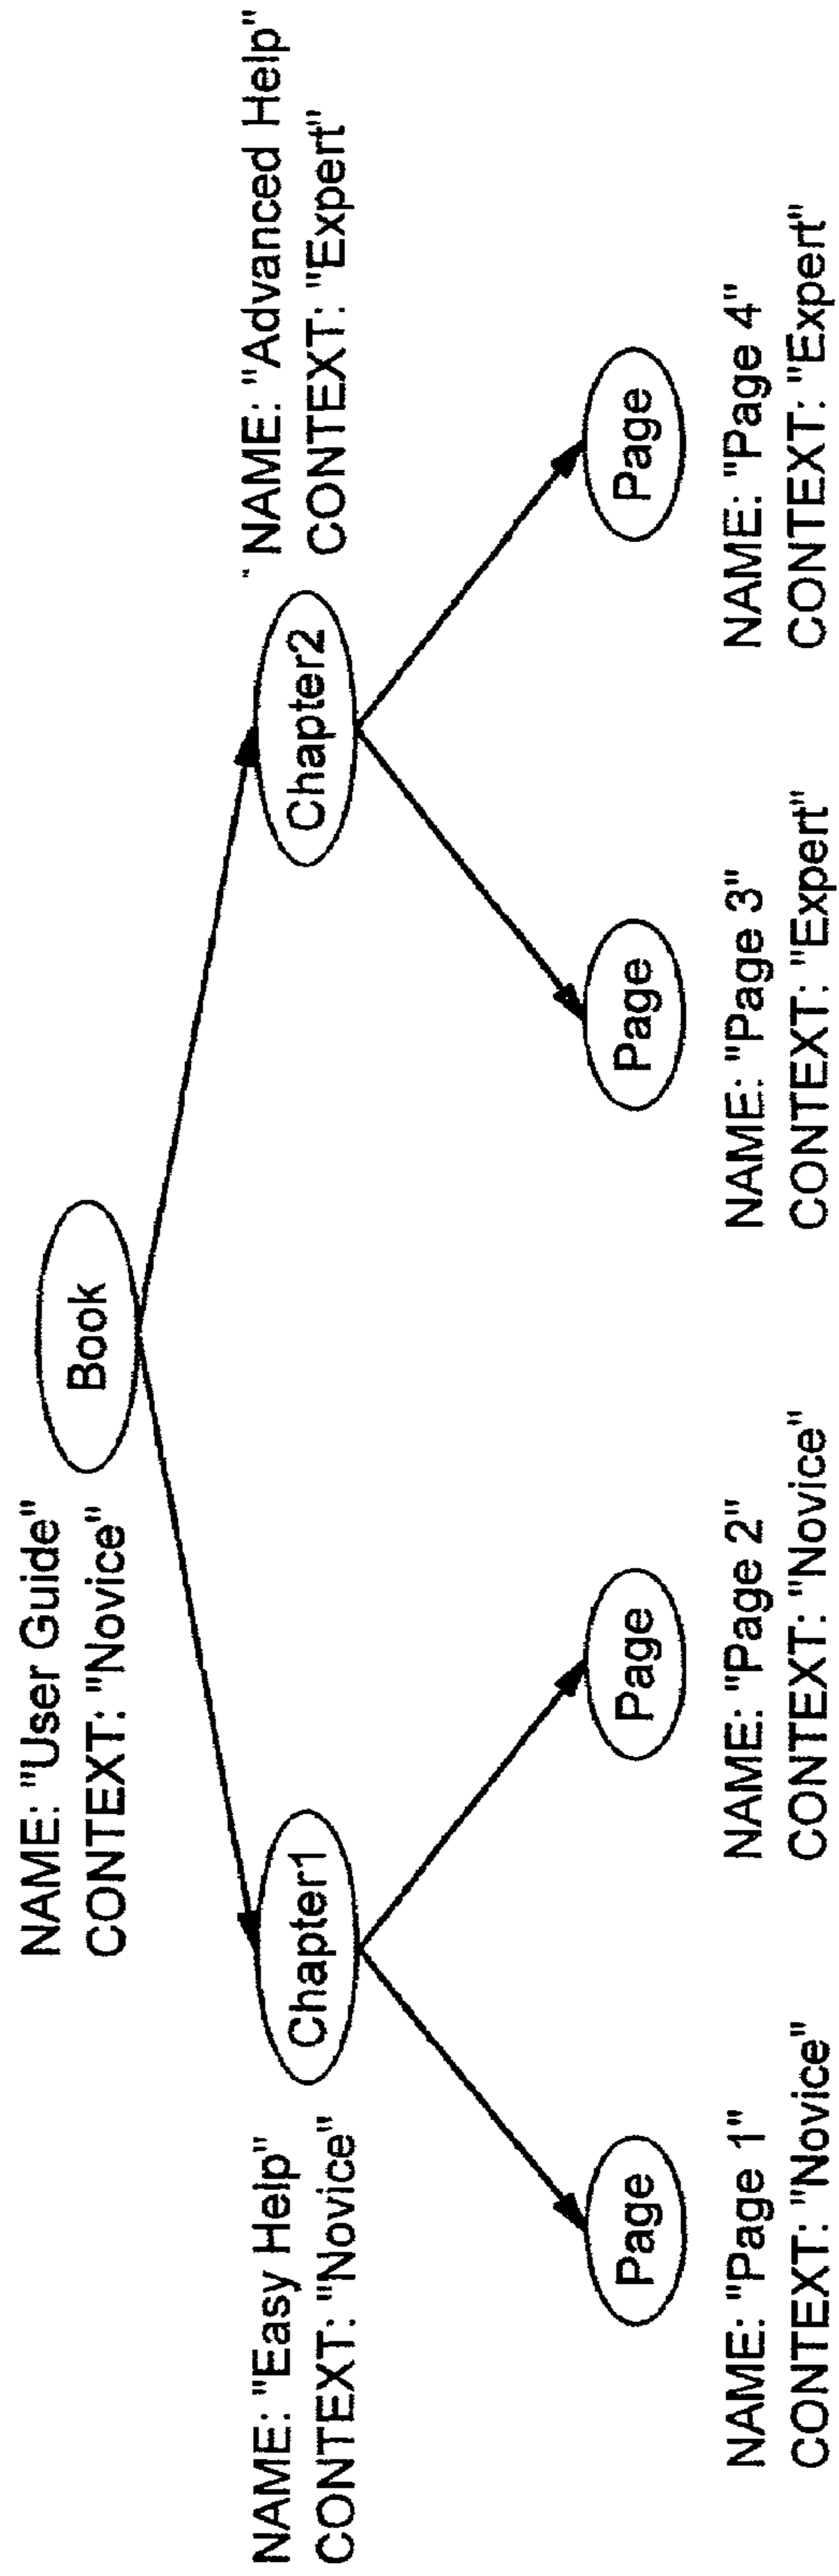 NAME: "User Guide"
CONTEXT: "Novice"
Book
NAME: "Easy Help"
CONTEXT: "Novice"
Chapter1
Chapter2
NAME: "Advanced Help"
CONTEXT: "Expert"
Page
Page
Page
Page
NAME: "Page 1"
CONTEXT: "Novice"
NAME: "Page 2"
CONTEXT: "Novice"
NAME: "Page 3"
CONTEXT: "Expert"
NAME: "Page 4"
CONTEXT: "Expert"